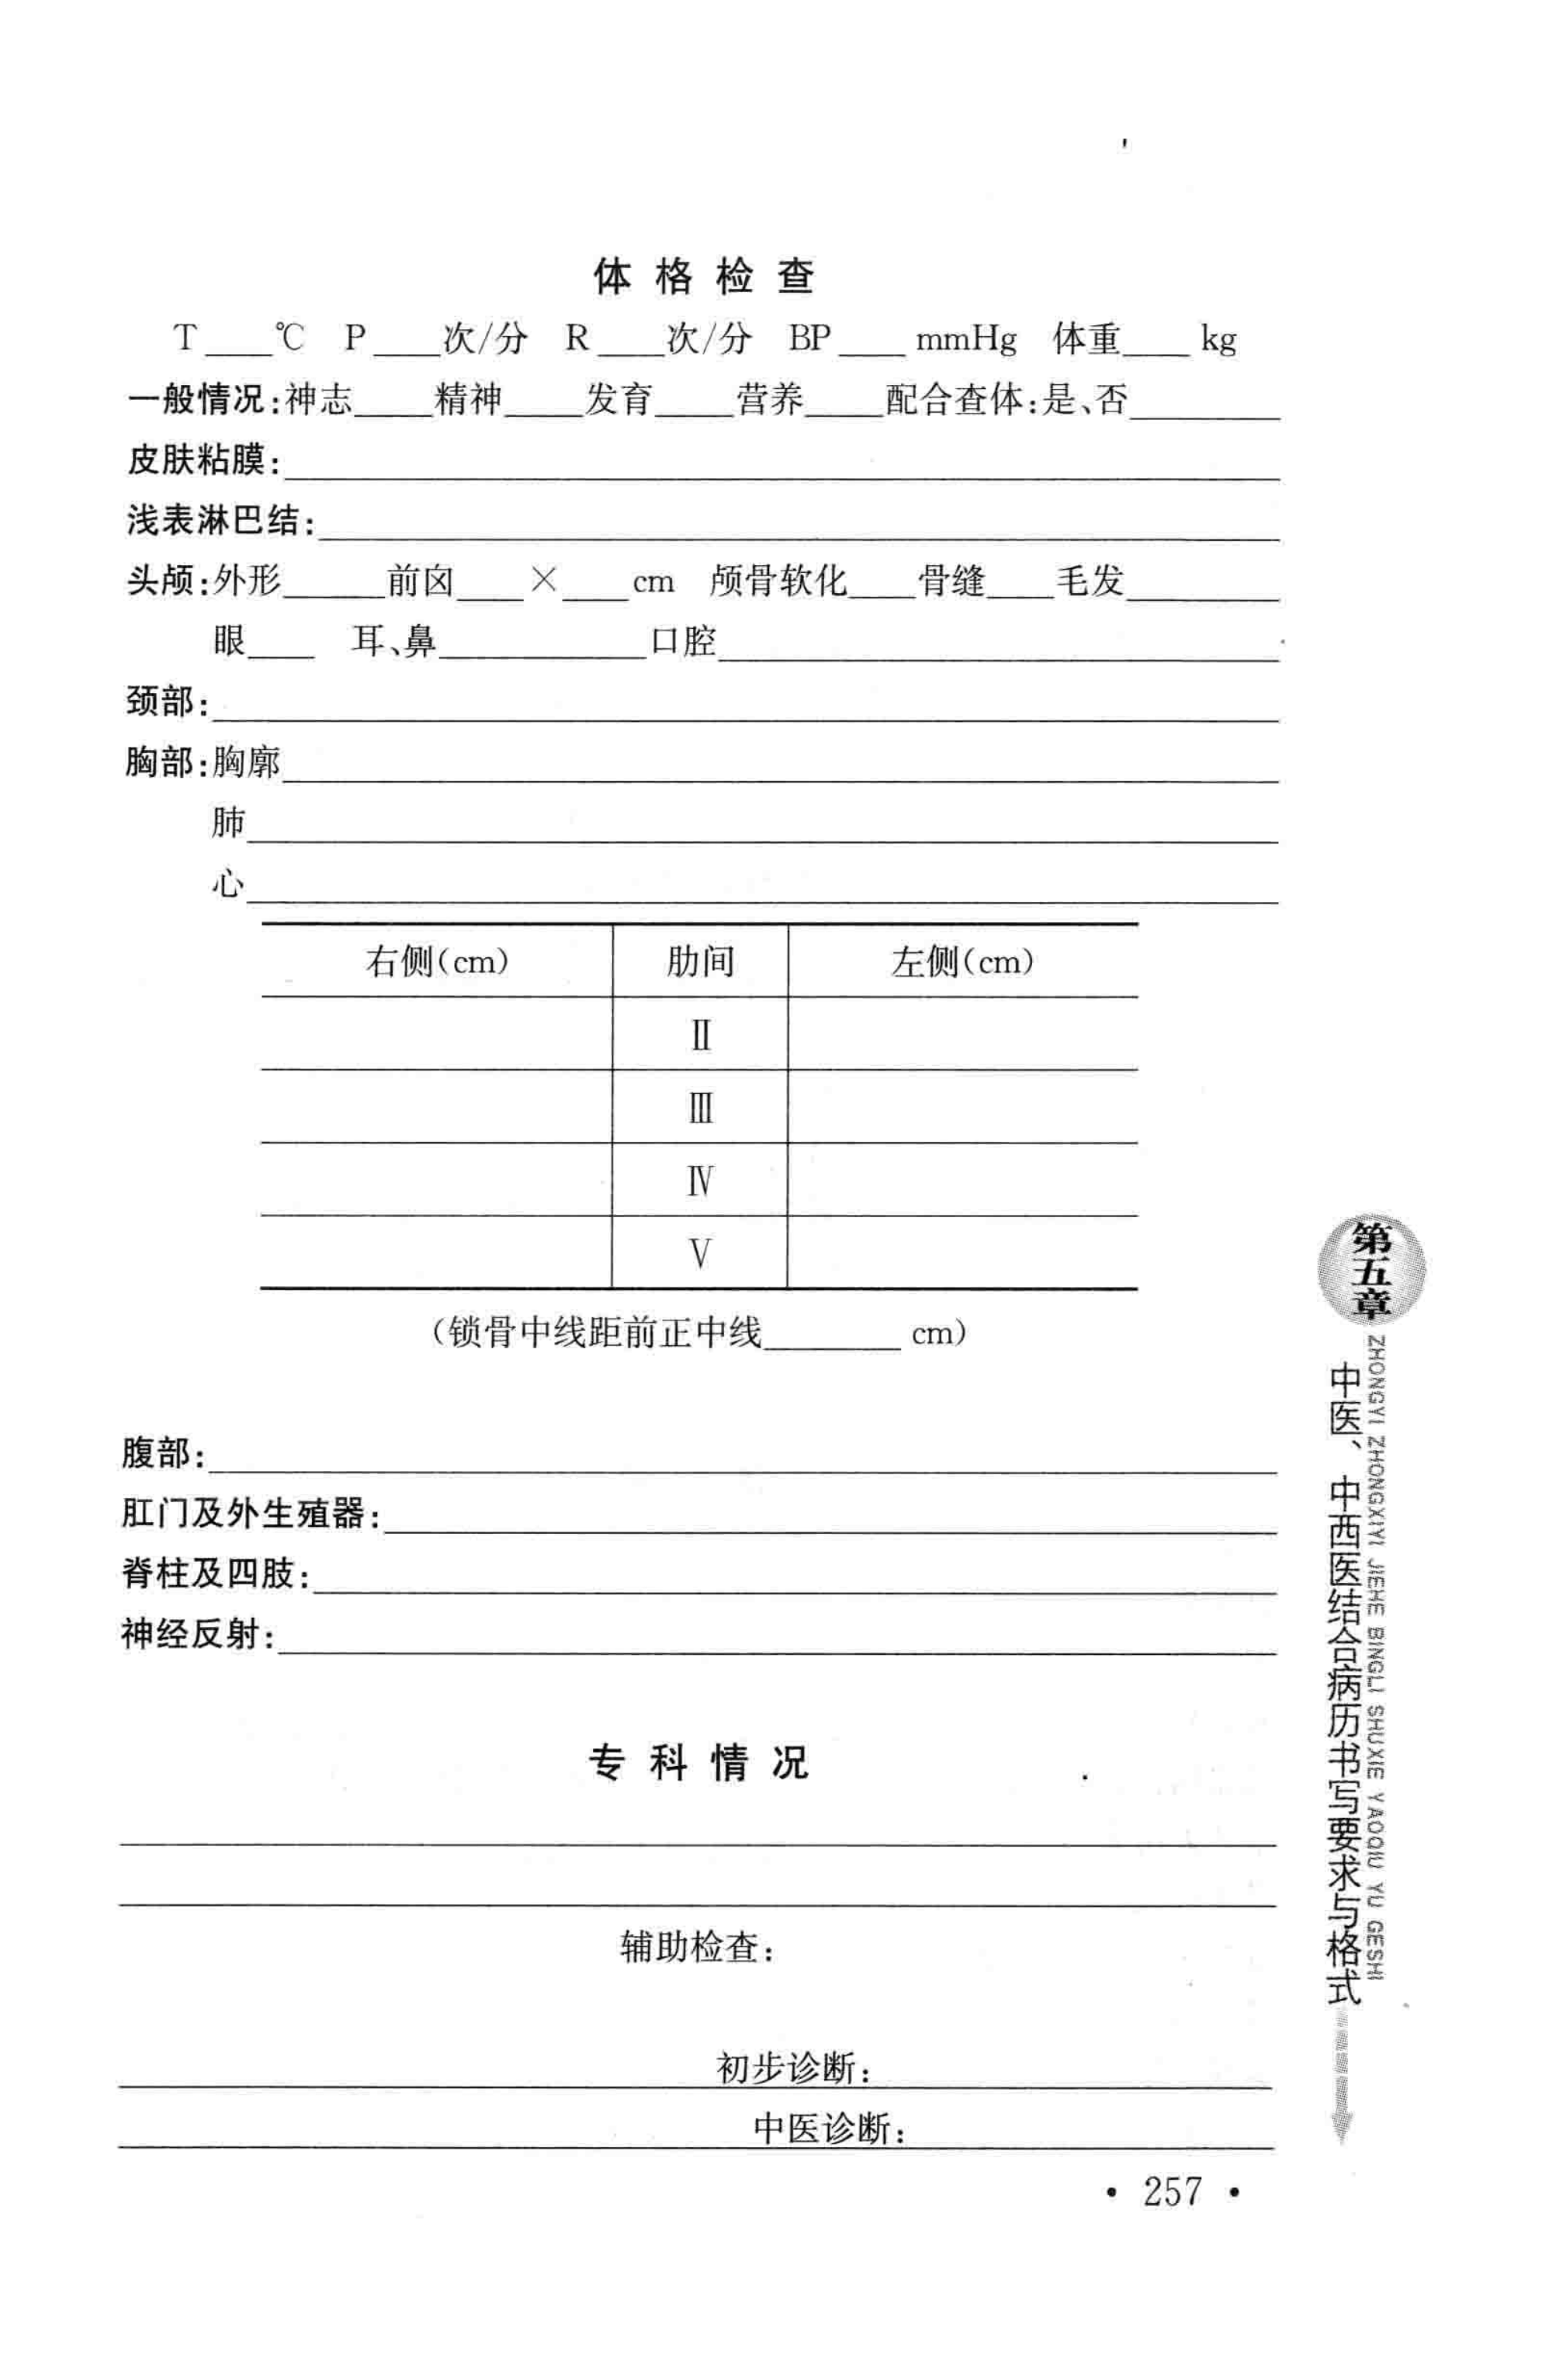 体格检查
T____℃ P____次/分 R____次/分 BP____ mmHg 体重____ kg
一般情况:神志____精神____发育____营养____配合查体:是、否________
皮肤粘膜:________
浅表淋巴结:________
头颅:外形______前囟____×____cm 颅骨软化____骨缝____毛发________
眼____ 耳、鼻____________口腔________
颈部:________
胸部:胸廓________
肺________
心________
右侧(cm) 肋间 左侧(cm)
Ⅱ
Ⅲ
Ⅳ
Ⅴ
(锁骨中线距前正中线________ cm)
腹部:________
肛门及外生殖器:________
脊柱及四肢:________
神经反射:________
专科情况
辅助检查:
初步诊断:
中医诊断:
· 257 ·
第五章
中医、中西医结合病历书写要求与格式
ZHONGYI ZHONGXIYI JIEHE BINGLI SHUXIE YAOQIU YU GESHI